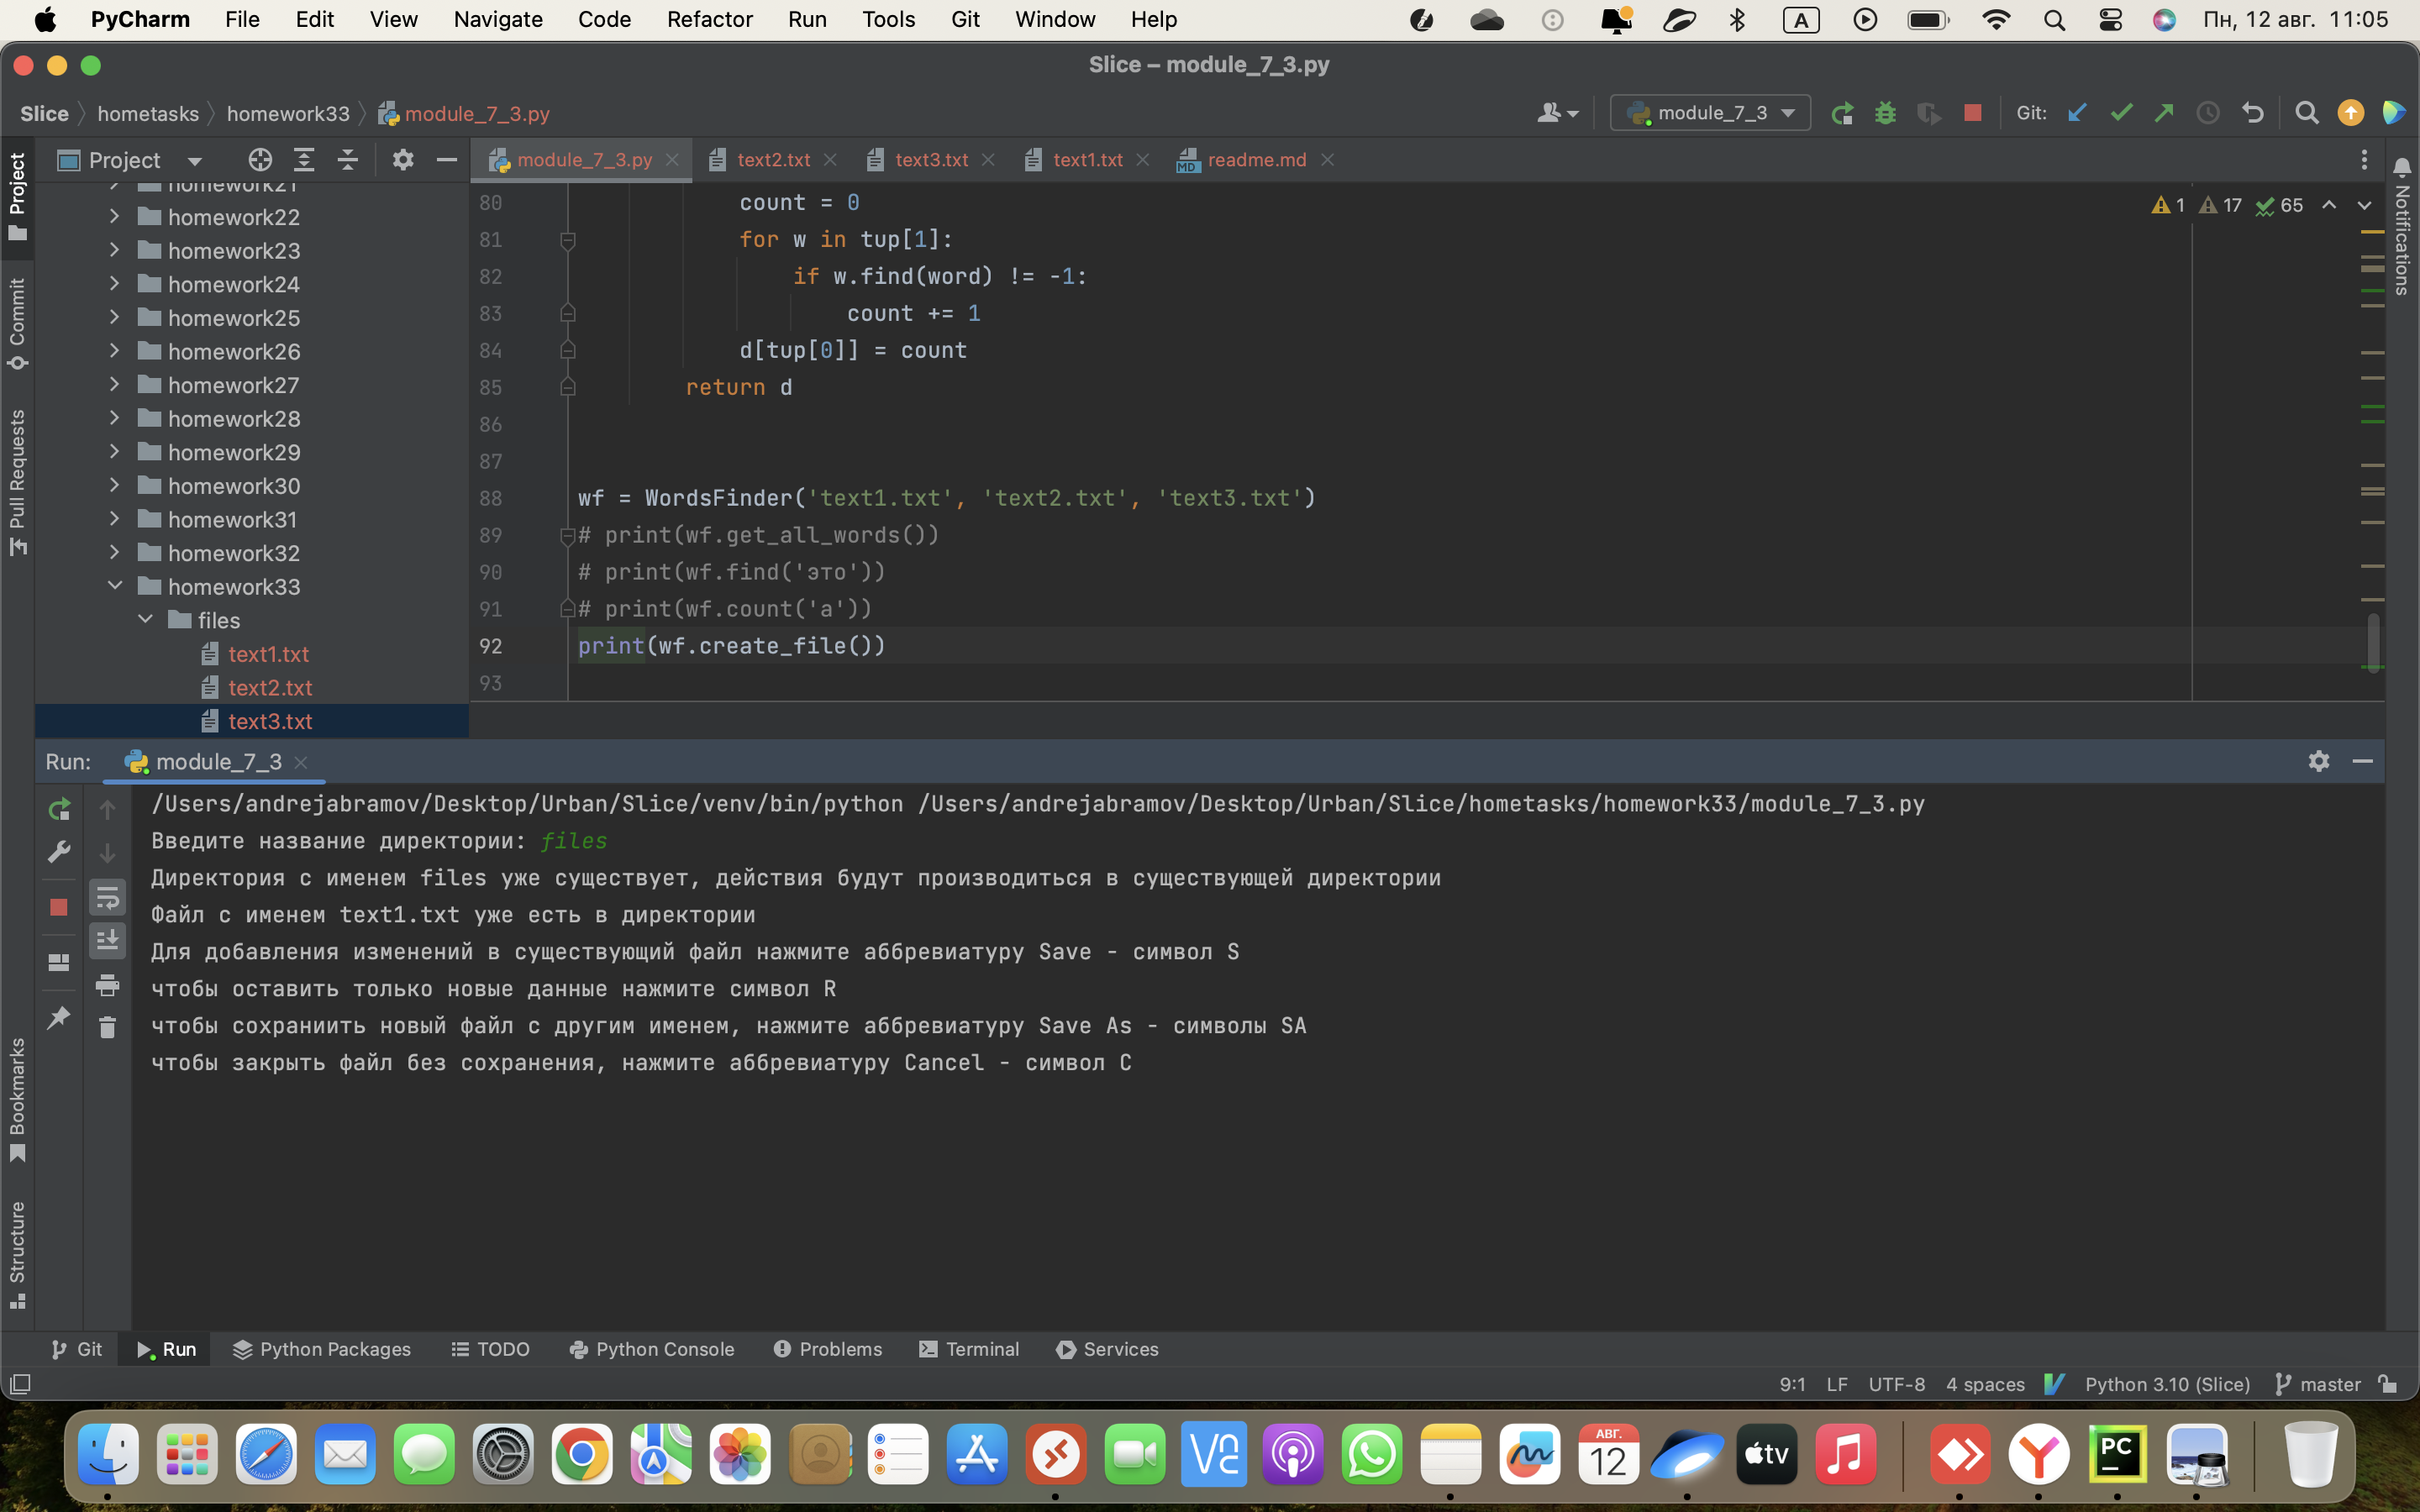 PyCharm File Edit View Navigate Code Refactor Run Tools Git Window Help A Пн, 12 авг. 11:05
Slice – module_7_3.py
Slice hometasks homework33 module_7_3.py module_7_3 Git:
Project module_7_3.py text2.txt text3.txt text1.txt readme.md
homework21
homework22
homework23
homework24
homework25
homework26
homework27
homework28
homework29
homework30
homework31
homework32
homework33
files
text1.txt
text2.txt
text3.txt
1 17 65
80 count = 0
81 for w in tup[1]:
82 if w.find(word) != -1:
83 count += 1
84 d[tup[0]] = count
85 return d
86
87
88 wf = WordsFinder('text1.txt', 'text2.txt', 'text3.txt')
89 # print(wf.get_all_words())
90 # print(wf.find('это'))
91 # print(wf.count('а'))
92 print(wf.create_file())
93
Project
Commit
Pull Requests
Bookmarks
Structure
Notifications
Run: module_7_3
/Users/andrejabramov/Desktop/Urban/Slice/venv/bin/python /Users/andrejabramov/Desktop/Urban/Slice/hometasks/homework33/module_7_3.py
Введите название директории: files
Директория с именем files уже существует, действия будут производиться в существующей директории
Файл с именем text1.txt уже есть в директории
Для добавления изменений в существующий файл нажмите аббревиатуру Save - символ S
чтобы оставить только новые данные нажмите символ R
чтобы сохраниить новый файл с другим именем, нажмите аббревиатуру Save As - символы SA
чтобы закрыть файл без сохранения, нажмите аббревиатуру Cancel - символ C
Git Run Python Packages TODO Python Console Problems Terminal Services
9:1 LF UTF-8 4 spaces Python 3.10 (Slice) master
АВГ.
12
tv
PC